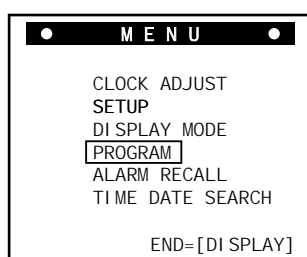 MENU
CLOCK ADJUST
SETUP
DISPLAY MODE
PROGRAM
ALARM RECALL
TIME DATE SEARCH
END=[DISPLAY]